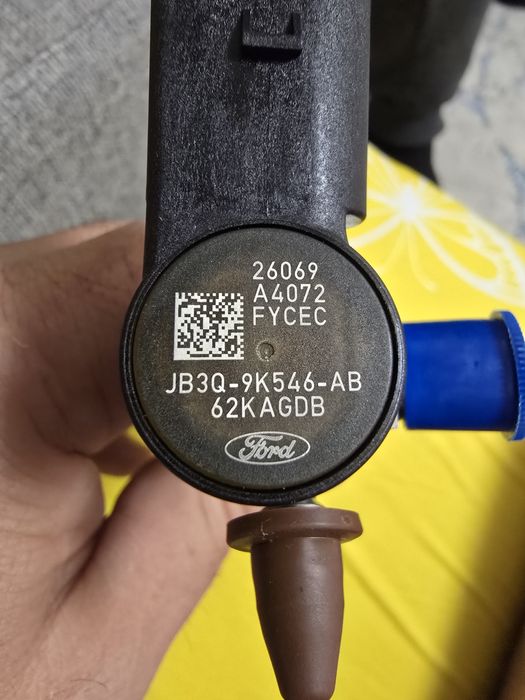 26069
A4072
FYCEC
JB3Q-9K546-AB
62KAGDB
Ford